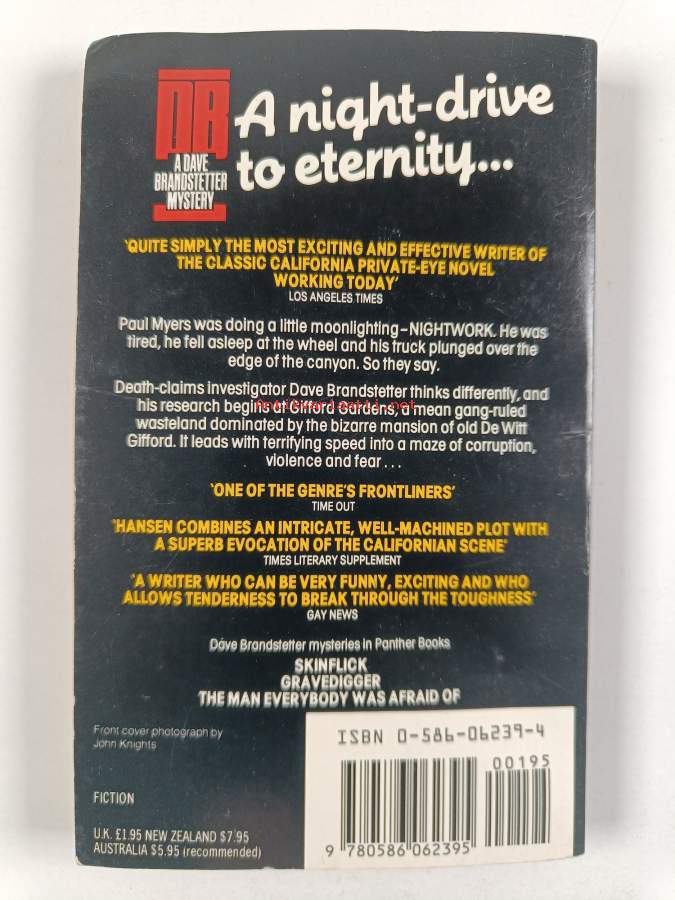 DB
A DAVE
BRANDSTETTER
MYSTERY
A night-drive
to eternity...
‘QUITE SIMPLY THE MOST EXCITING AND EFFECTIVE WRITER OF
THE CLASSIC CALIFORNIA PRIVATE-EYE NOVEL
WORKING TODAY’
LOS ANGELES TIMES
Paul Myers was doing a little moonlighting – NIGHTWORK. He was
tired, he fell asleep at the wheel and his truck plunged over the
edge of the canyon. So they say.
Death-claims investigator Dave Brandstetter thinks differently, and
his research begins at Gifford Gardens, a mean gang-ruled
Antikvariaatti.net
wasteland dominated by the bizarre mansion of old De Witt
Gifford. It leads with terrifying speed into a maze of corruption,
violence and fear . . .
‘ONE OF THE GENRE’S FRONTLINERS’
TIME OUT
‘HANSEN COMBINES AN INTRICATE, WELL-MACHINED PLOT WITH
A SUPERB EVOCATION OF THE CALIFORNIAN SCENE’
TIMES LITERARY SUPPLEMENT
‘A WRITER WHO CAN BE VERY FUNNY, EXCITING AND WHO
ALLOWS TENDERNESS TO BREAK THROUGH THE TOUGHNESS’
GAY NEWS
Dave Brandstetter mysteries in Panther Books
SKINFLICK
GRAVEDIGGER
THE MAN EVERYBODY WAS AFRAID OF
Front cover photograph by
John Knights
FICTION
U.K. £1.95 NEW ZEALAND $7.95
AUSTRALIA $5.95 (recommended)
ISBN 0-586-06239-4
00195
9 780586 062395